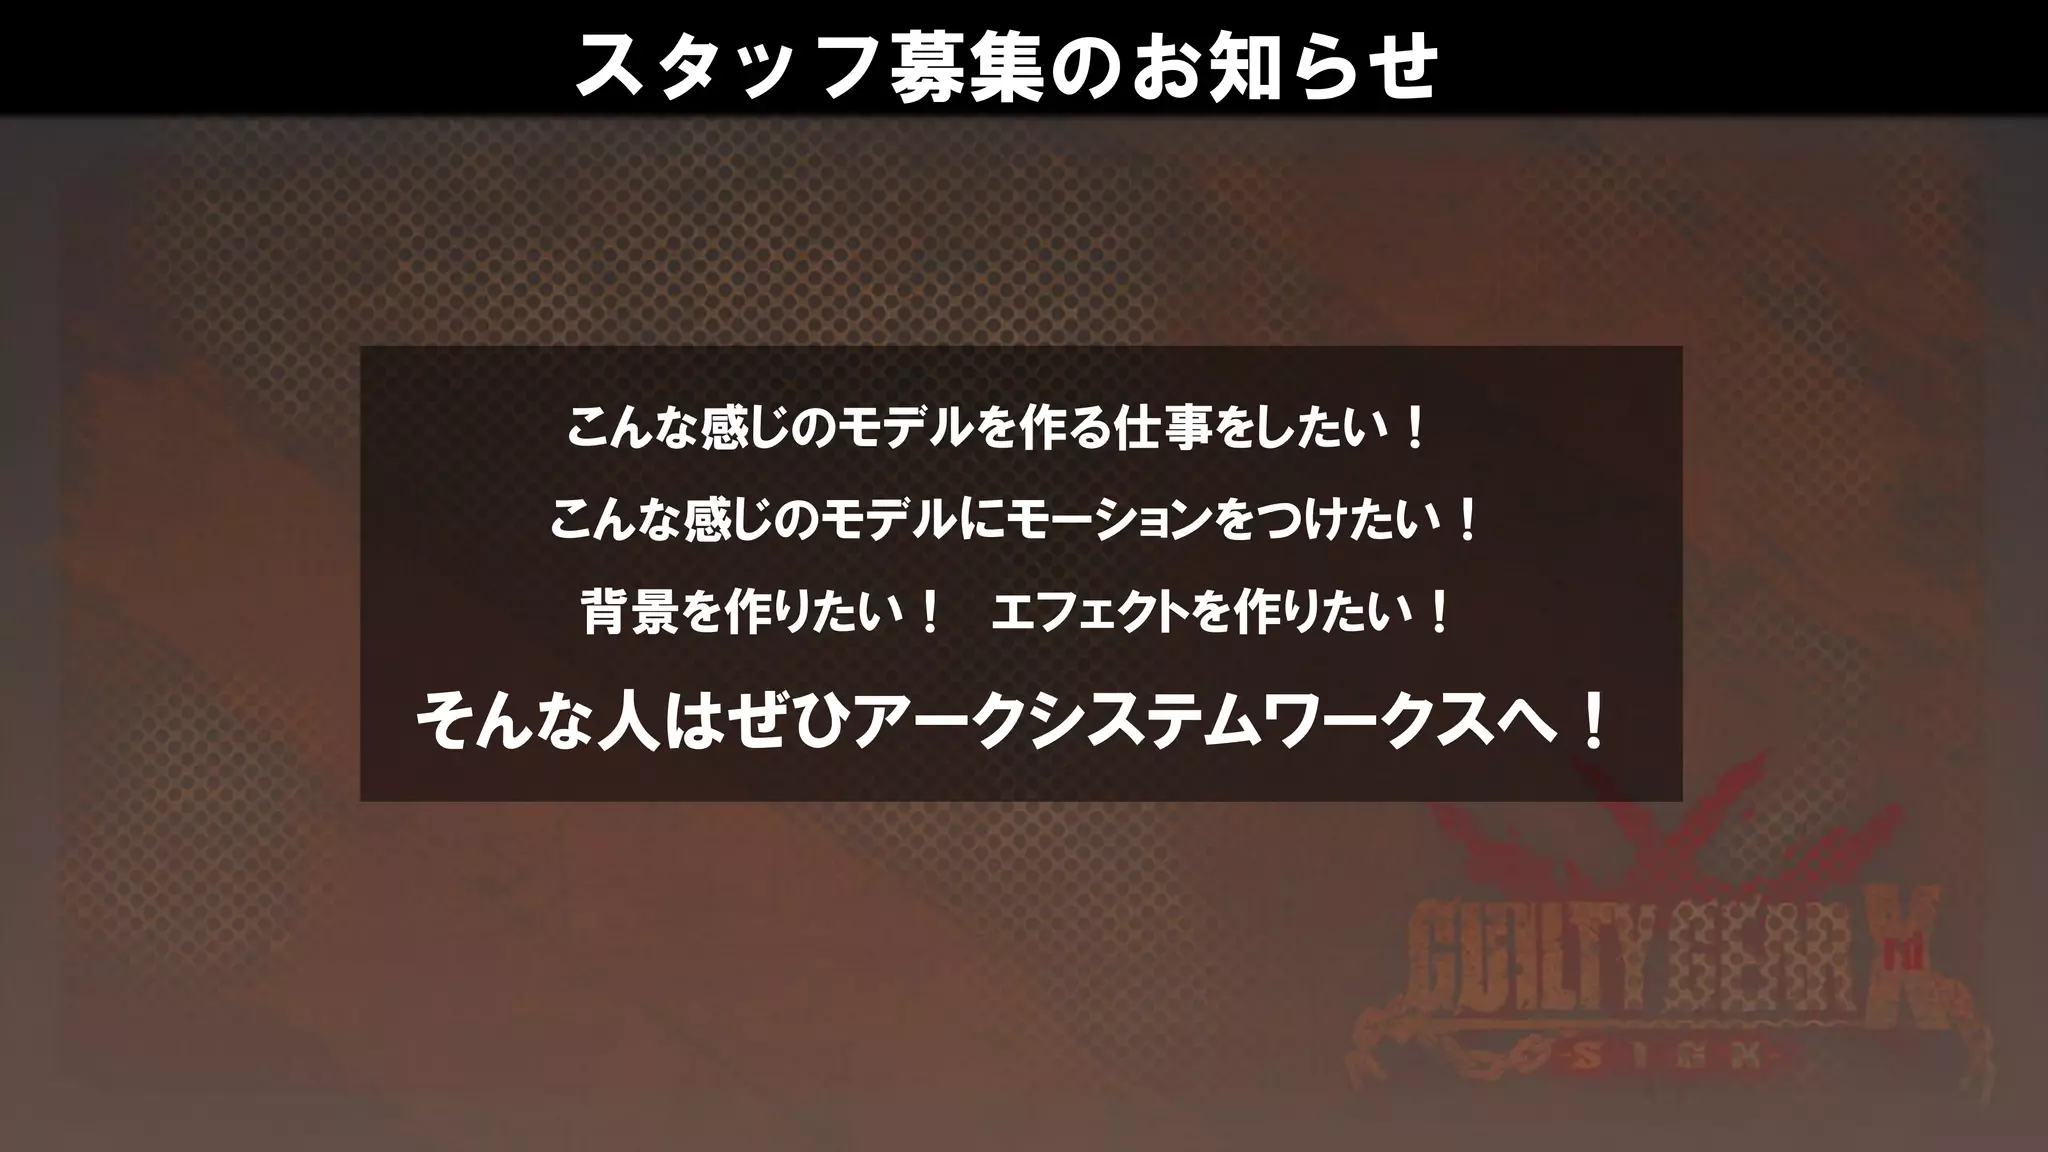 スタッフ募集のお知らせ
こんな感じのモデルを作る仕事をしたい！
こんな感じのモデルにモーションをつけたい！
背景を作りたい！　エフェクトを作りたい！
そんな人はぜひアークシステムワークスへ！
GUILTY GEAR Xrd
-SIGN-